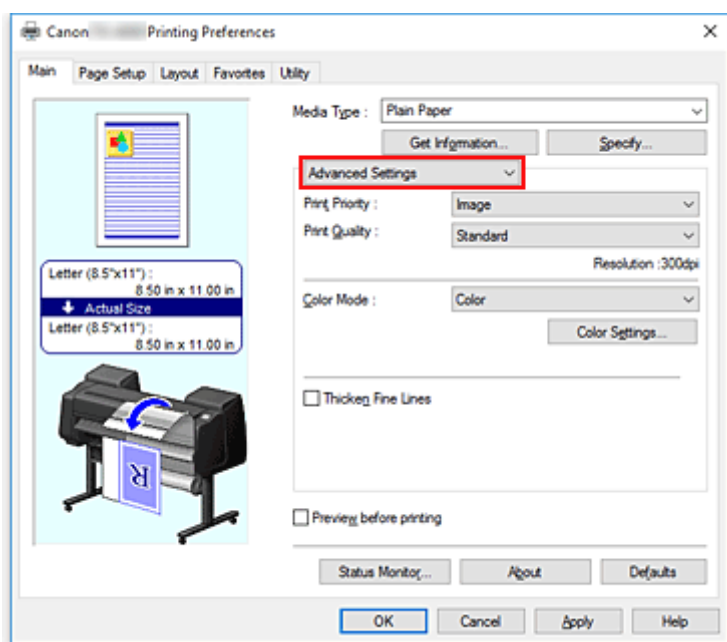 Canon Printing Preferences
Main Page Setup Layout Favorites Utility
Media Type : Plain Paper
Get Information... Specify...
Advanced Settings
Print Priority : Image
Print Quality : Standard
Resolution :300dpi
Letter (8.5"x11") :
8.50 in x 11.00 in
Actual Size
Letter (8.5"x11") :
8.50 in x 11.00 in
Color Mode : Color
Color Settings...
Thicken Fine Lines
R
Preview before printing
Status Monitor... About Defaults
OK Cancel Apply Help